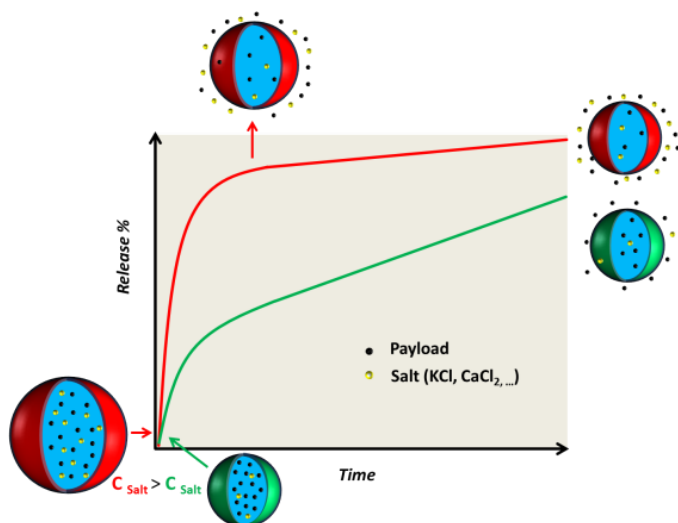 Release %
Payload
Salt (KCl, CaCl₂,...)
C Salt > C Salt
Time